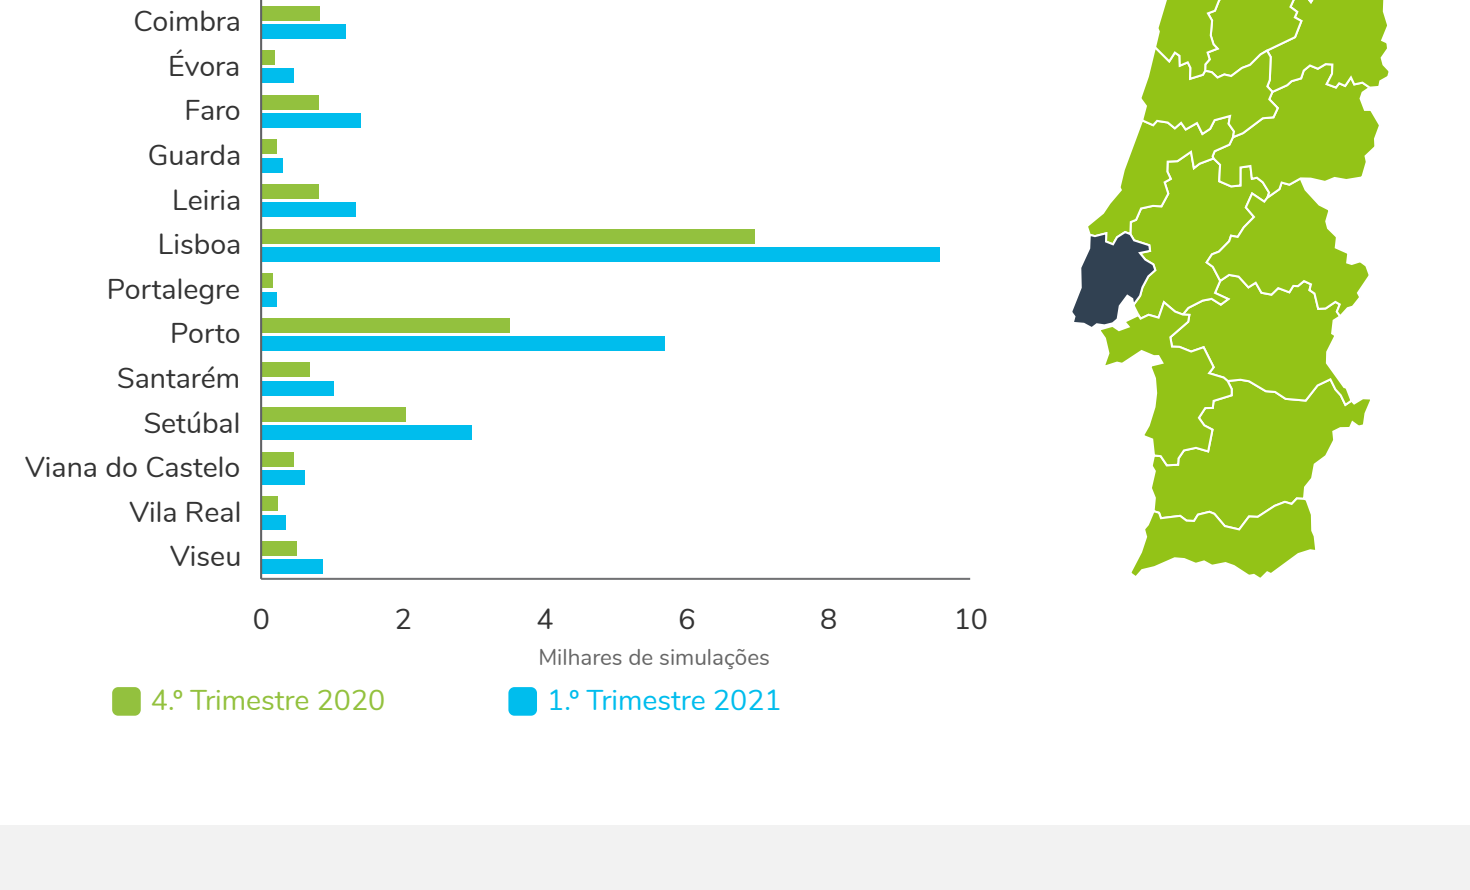 Coimbra
Évora
Faro
Guarda
Leiria
Lisboa
Portalegre
Porto
Santarém
Setúbal
Viana do Castelo
Vila Real
Viseu
0 2 4 6 8 10
Milhares de simulações
4.º Trimestre 2020 1.º Trimestre 2021